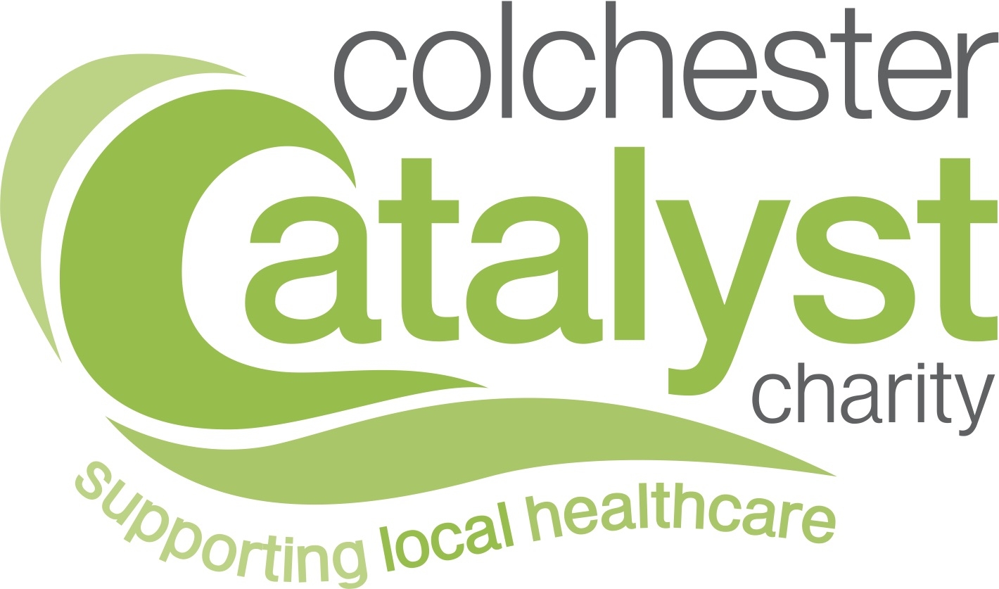 colchester
Catalyst
charity
supporting local healthcare